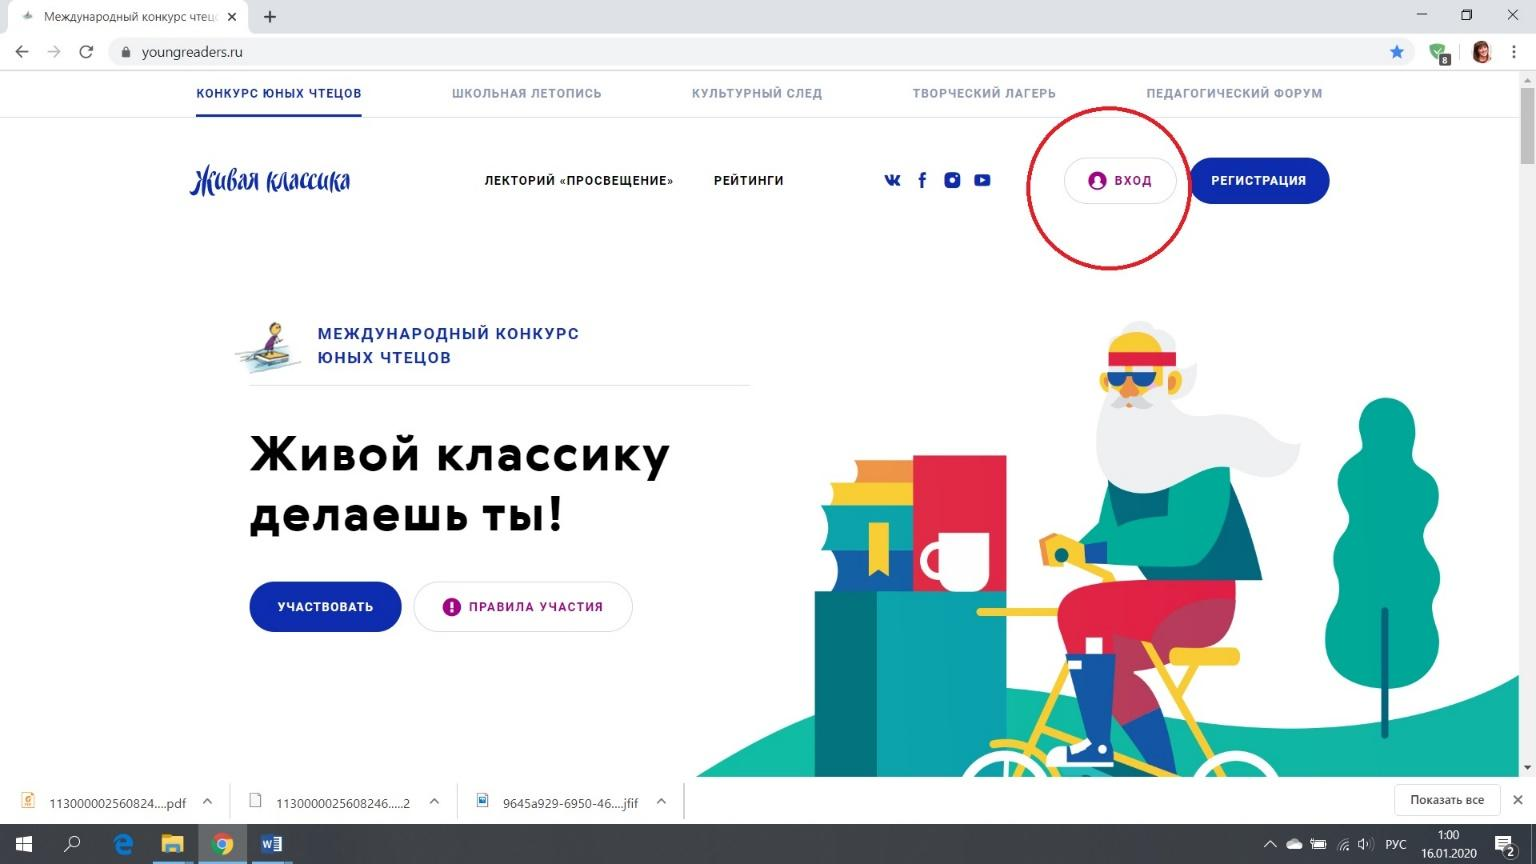 Международный конкурс чтец
youngreaders.ru
8
КОНКУРС ЮНЫХ ЧТЕЦОВ
ШКОЛЬНАЯ ЛЕТОПИСЬ
КУЛЬТУРНЫЙ СЛЕД
ТВОРЧЕСКИЙ ЛАГЕРЬ
ПЕДАГОГИЧЕСКИЙ ФОРУМ
Живая классика
ЛЕКТОРИЙ «ПРОСВЕЩЕНИЕ»
РЕЙТИНГИ
ВХОД
РЕГИСТРАЦИЯ
МЕЖДУНАРОДНЫЙ КОНКУРС
ЮНЫХ ЧТЕЦОВ
Живой классику
делаешь ты!
УЧАСТВОВАТЬ
ПРАВИЛА УЧАСТИЯ
113000002560824....pdf
1130000025608246.....2
9645a929-6950-46....jfif
Показать все
РУС
1:00
16.01.2020
2